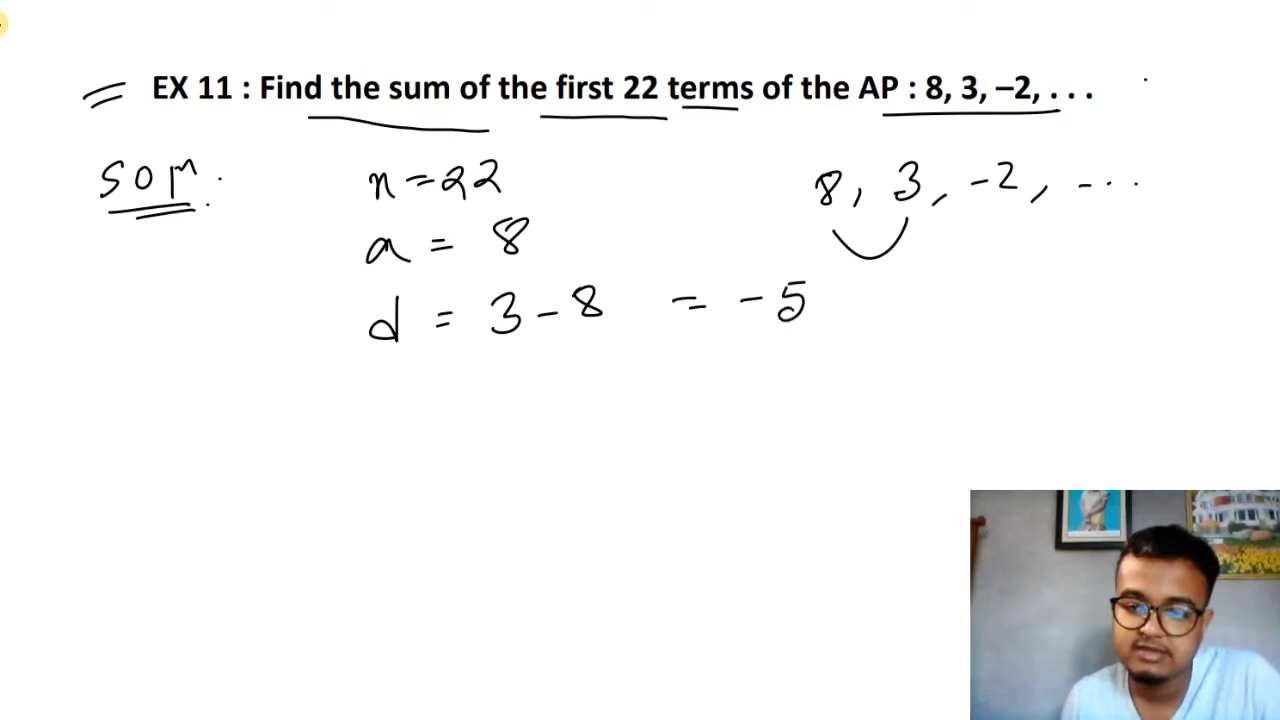 EX 11 : Find the sum of the first 22 terms of the AP : 8, 3, –2, . . .
Soln.
n = 22
8, 3, -2, - ...
a = 8
d = 3 - 8 = -5